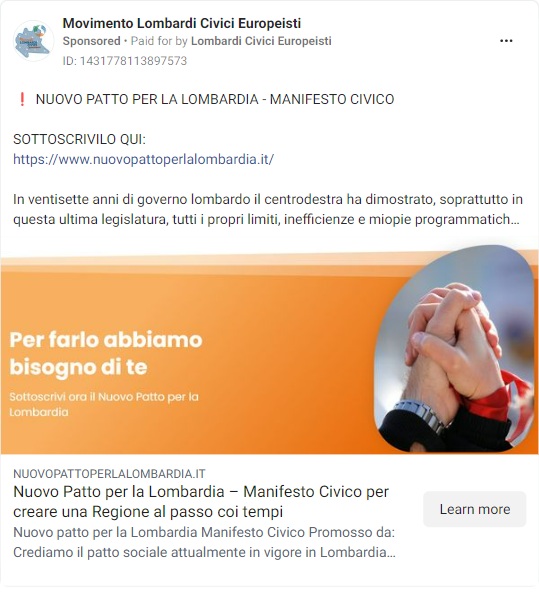 Movimento Lombardi Civici Europeisti
Sponsored • Paid for by Lombardi Civici Europeisti
ID: 1431778113897573
❗ NUOVO PATTO PER LA LOMBARDIA - MANIFESTO CIVICO
SOTTOSCRIVILO QUI:
https://www.nuovopattoperlalombardia.it/
In ventisette anni di governo lombardo il centrodestra ha dimostrato, soprattutto in
questa ultima legislatura, tutti i propri limiti, inefficienze e miopie programmatich...
Per farlo abbiamo
bisogno di te
Sottoscrivi ora il Nuovo Patto per la
Lombardia
NUOVOPATTOPERLALOMBARDIA.IT
Nuovo Patto per la Lombardia – Manifesto Civico per
creare una Regione al passo coi tempi
Learn more
Nuovo patto per la Lombardia Manifesto Civico Promosso da:
Crediamo il patto sociale attualmente in vigore in Lombardia...